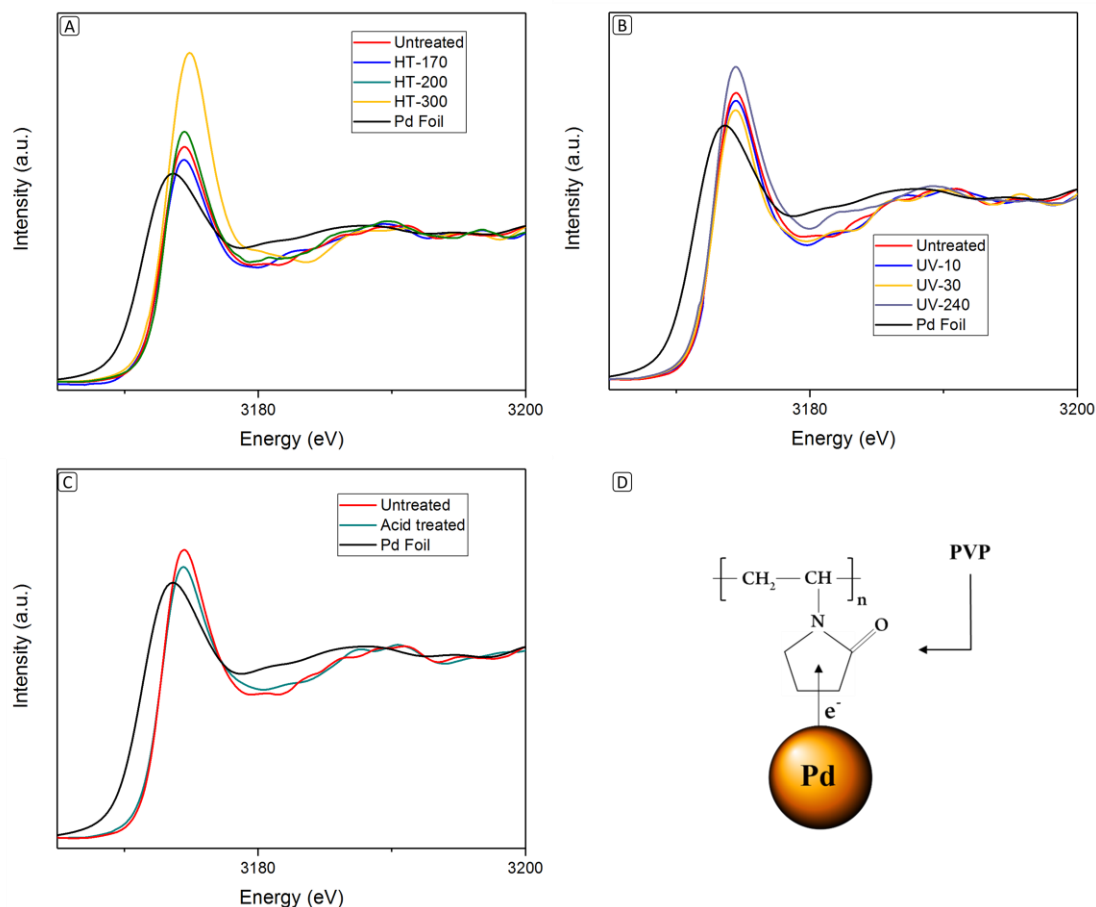 A
Untreated
HT-170
HT-200
HT-300
Pd Foil
Intensity (a.u.)
3180
3200
Energy (eV)
B
Untreated
UV-10
UV-30
UV-240
Pd Foil
Intensity (a.u.)
3180
3200
Energy (eV)
C
Untreated
Acid treated
Pd Foil
Intensity (a.u.)
3180
3200
Energy (eV)
D
PVP
CH2 CH n
N O
e-
Pd